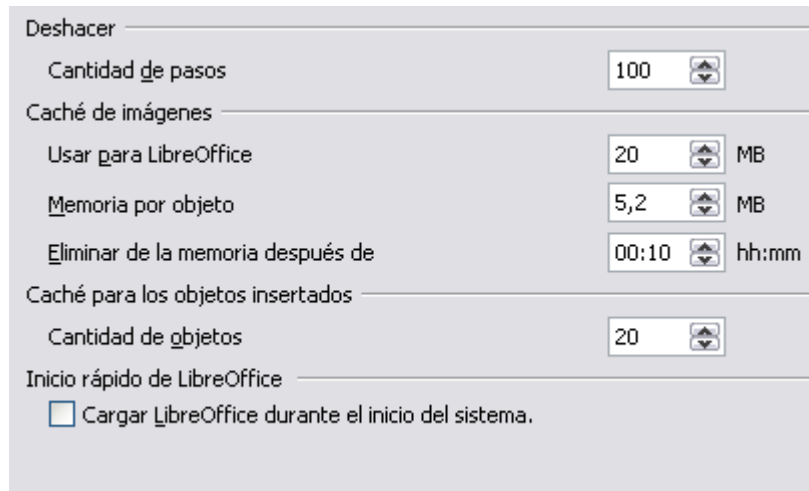 Deshacer
Cantidad de pasos 100
Caché de imágenes
Usar para LibreOffice 20 MB
Memoria por objeto 5,2 MB
Eliminar de la memoria después de 00:10 hh:mm
Caché para los objetos insertados
Cantidad de objetos 20
Inicio rápido de LibreOffice
Cargar LibreOffice durante el inicio del sistema.